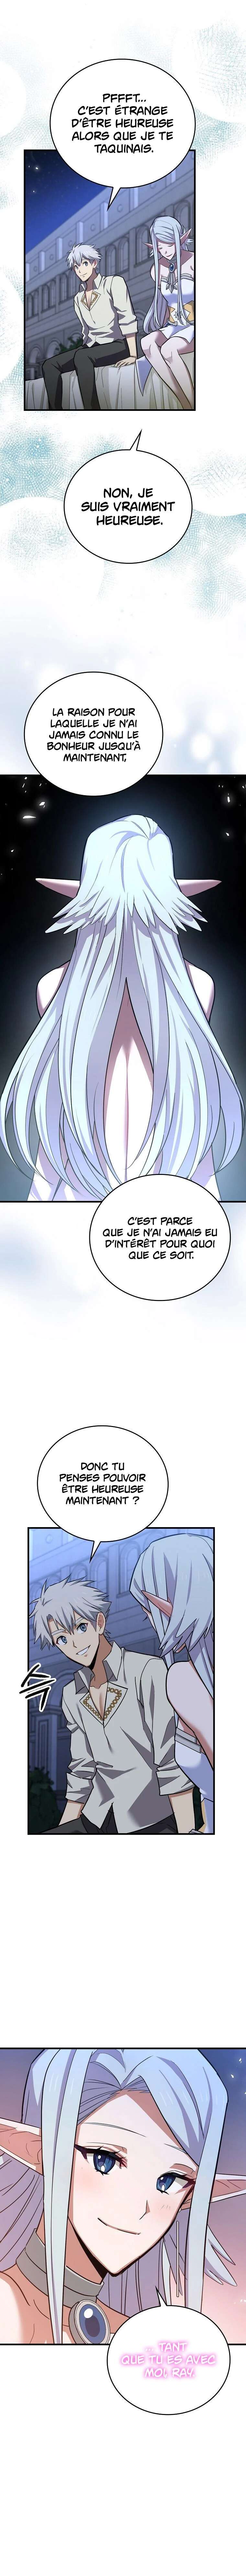 PFFFT...
C'EST ÉTRANGE
D'ÊTRE HEUREUSE
ALORS QUE JE TE
TAQUINAIS.
NON, JE
SUIS VRAIMENT
HEUREUSE.
LA RAISON POUR
LAQUELLE JE N'AI
JAMAIS CONNU LE
BONHEUR JUSQU'À
MAINTENANT,
C'EST PARCE
QUE JE N'AI JAMAIS EU
D'INTÉRÊT POUR QUOI
QUE CE SOIT.
DONC TU
PENSES POUVOIR
ÊTRE HEUREUSE
MAINTENANT ?
스윽
... TANT
QUE TU ES AVEC
MOI, RAY.